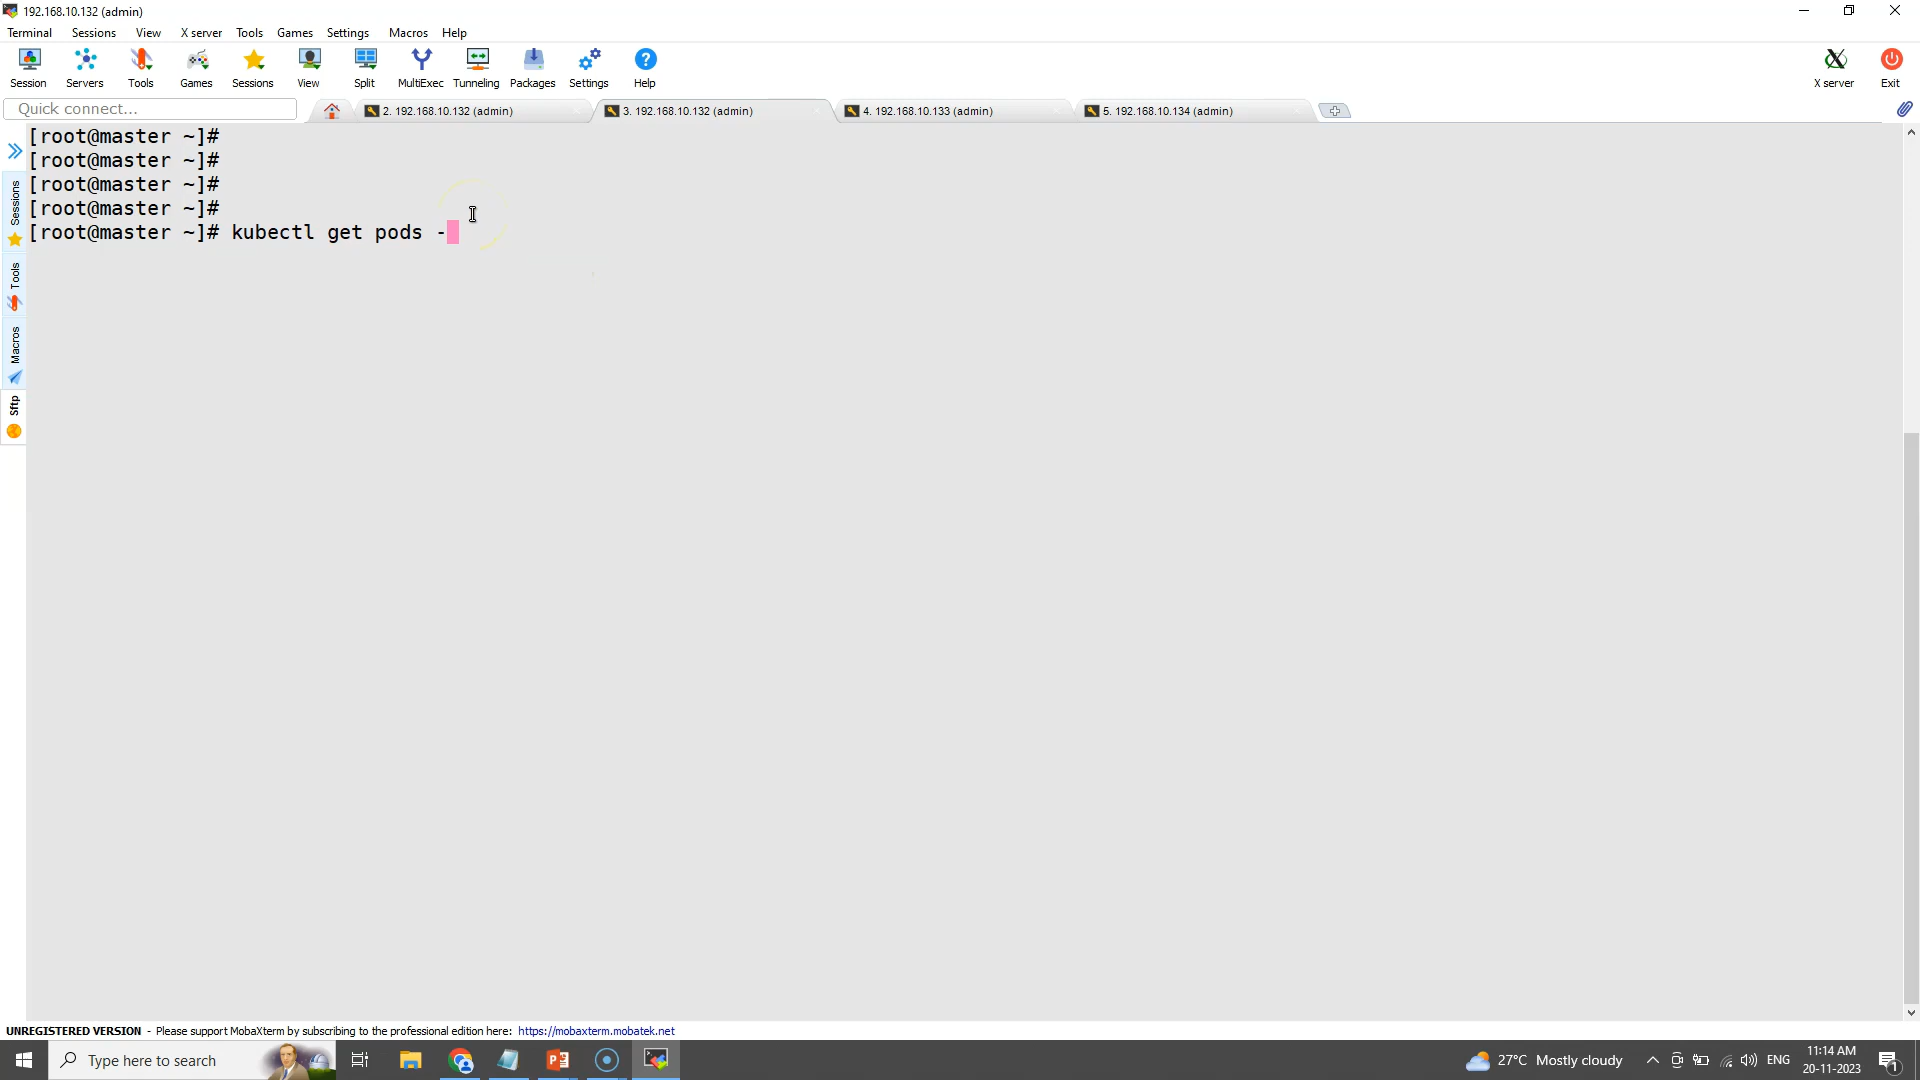 192.168.10.132 (admin)
Terminal Sessions View X server Tools Games Settings Macros Help
Session Servers Tools Games Sessions View Split MultiExec Tunneling Packages Settings Help X server Exit
Quick connect... 2. 192.168.10.132 (admin) 3. 192.168.10.132 (admin) 4. 192.168.10.133 (admin) 5. 192.168.10.134 (admin)
[root@master ~]#
[root@master ~]#
[root@master ~]#
[root@master ~]#
[root@master ~]# kubectl get pods -
Sessions
Tools
Macros
Sftp
UNREGISTERED VERSION - Please support MobaXterm by subscribing to the professional edition here: https://mobaxterm.mobatek.net
Type here to search 27°C Mostly cloudy ENG 11:14 AM
20-11-2023 1